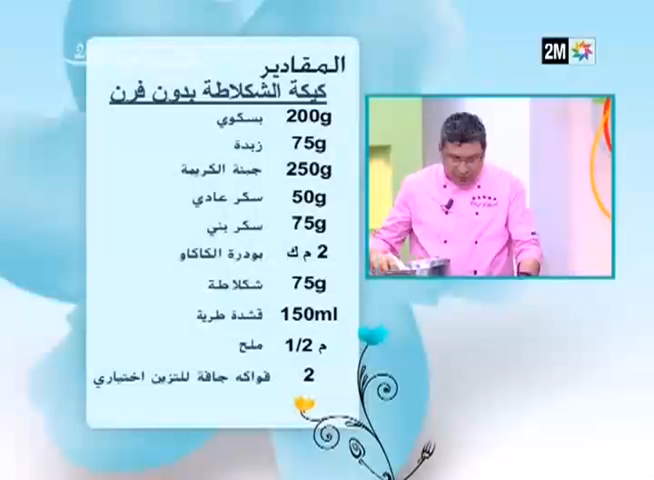 2M
المقادير
كيكة الشكلاطة بدون فرن
200g بسكوي
75g زبدة
250g جبنة الكريمة
50g سكر عادي
75g سكر بني
2 م ك بودرة الكاكاو
75g شكلاطة
150ml قشدة طرية
1/2 م ملح
2 فواكه جافة للتزين اختياري